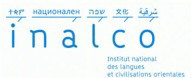 национален שפה 文化 شرقية
inalco
Institut national
des langues
et civilisations orientales